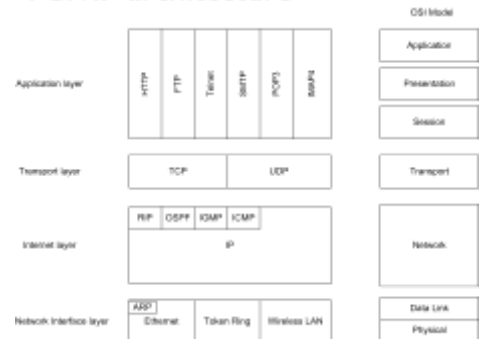 OSI Model
Application
Application layer
HTTP
FTP
Telnet
SMTP
POP3
IMAP4
Presentation
Session
Transport layer
TCP
UDP
Transport
RIP
OSPF
IGMP
ICMP
Internet layer
IP
Network
ARP
Network Interface layer
Ethernet
Token Ring
Wireless LAN
Data Link
Physical